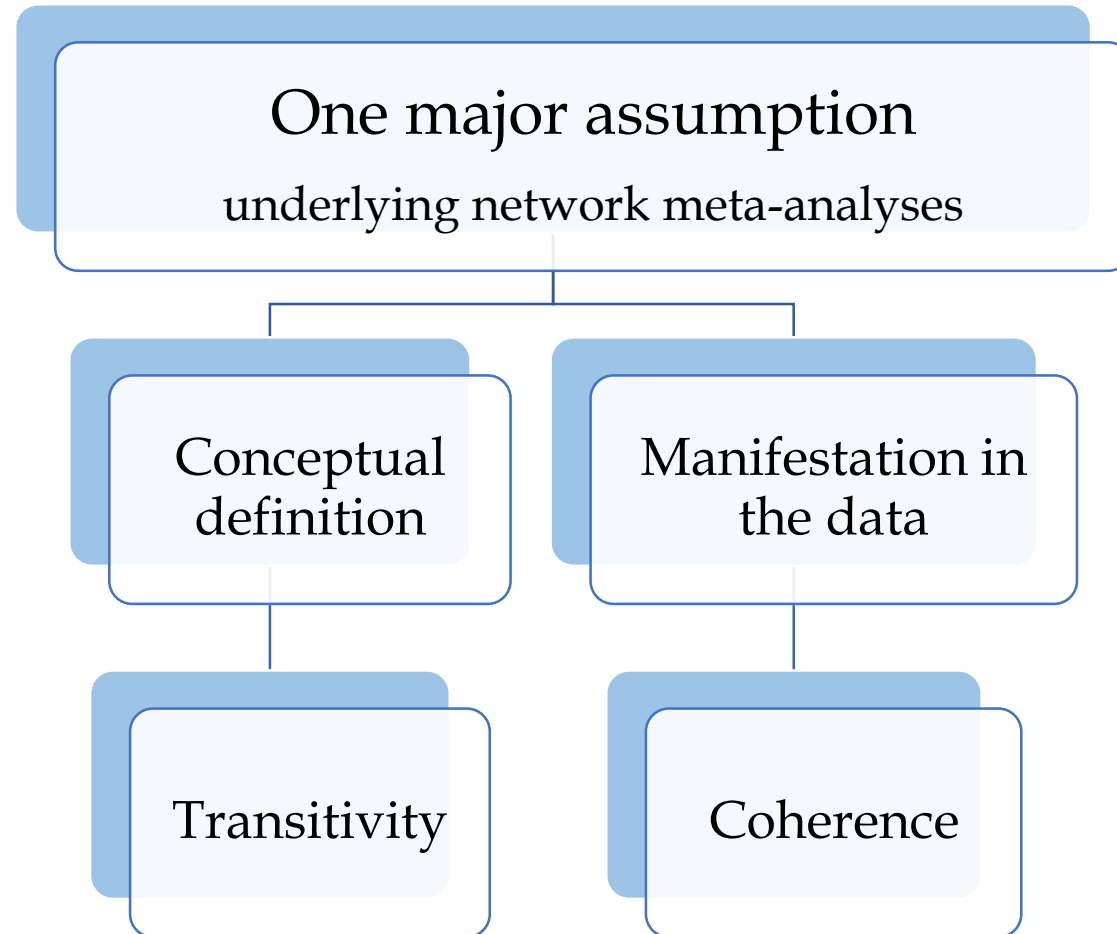 One major assumption
underlying network meta-analyses
Conceptual
definition
Manifestation in
the data
Transitivity
Coherence